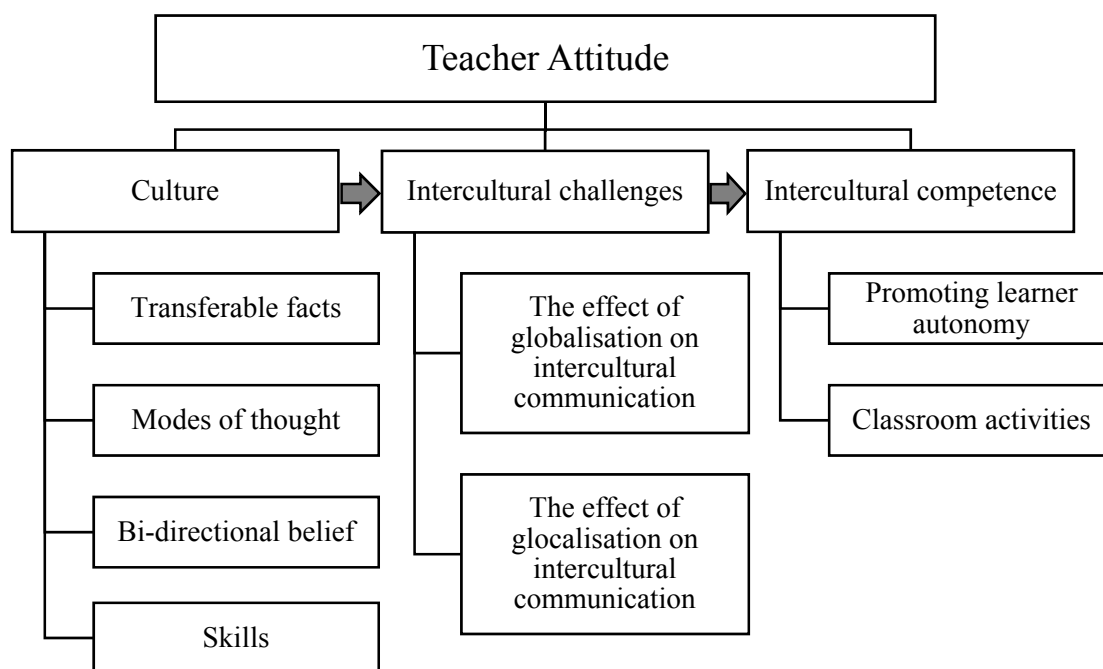 Teacher Attitude
Culture
Intercultural challenges
Intercultural competence
Transferable facts
Modes of thought
Bi-directional belief
Skills
The effect of
globalisation on
intercultural
communication
The effect of
glocalisation on
intercultural
communication
Promoting learner
autonomy
Classroom activities